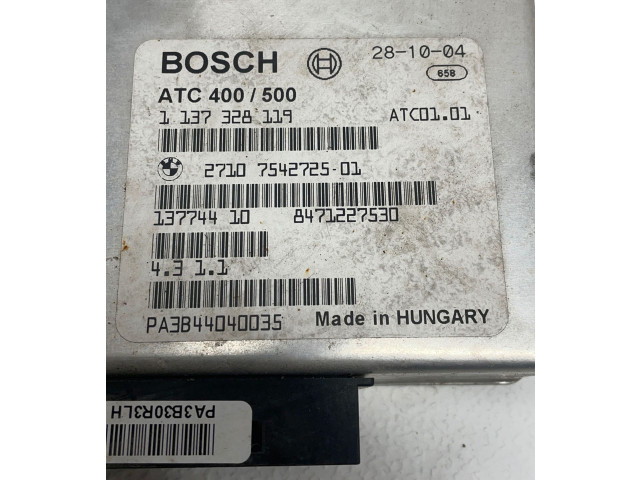 BOSCH
28-10-04
658
ATC 400 / 500
1 137 328 119
ATC01.01
2710 7542725-01
137744 10
8471227530
4.3 1.1
PA3B44040035
Made in HUNGARY
PA3B30R3LH